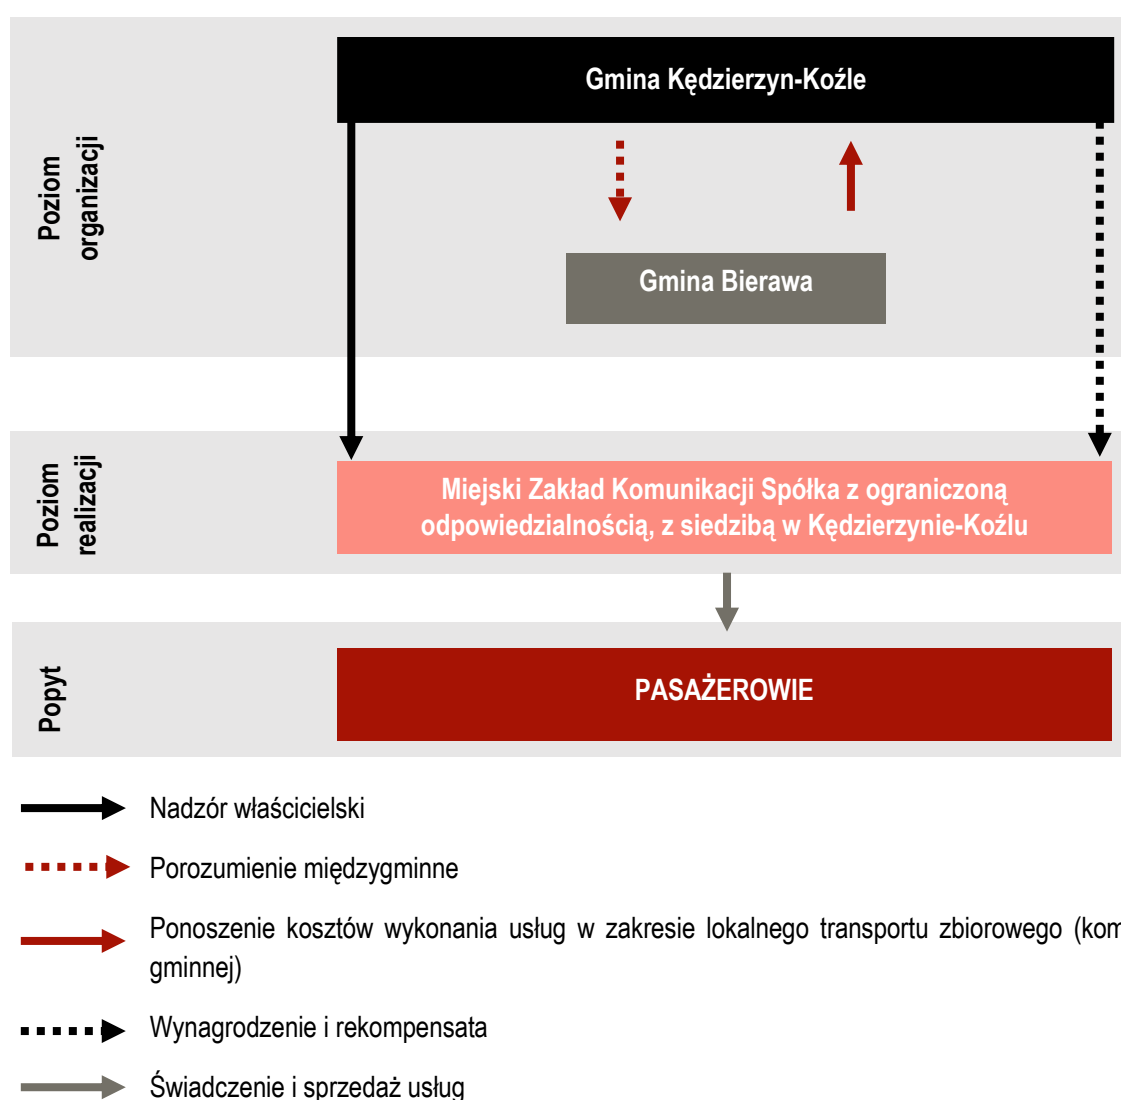 Gmina Kędzierzyn-Koźle
Poziom
organizacji
Gmina Bierawa
Poziom
realizacji
Miejski Zakład Komunikacji Spółka z ograniczoną
odpowiedzialnością, z siedzibą w Kędzierzynie-Koźlu
Popyt
PASAŻEROWIE
Nadzór właścicielski
Porozumienie międzygminne
Ponoszenie kosztów wykonania usług w zakresie lokalnego transportu zbiorowego
gminnej)
Wynagrodzenie i rekompensata
Świadczenie i sprzedaż usług